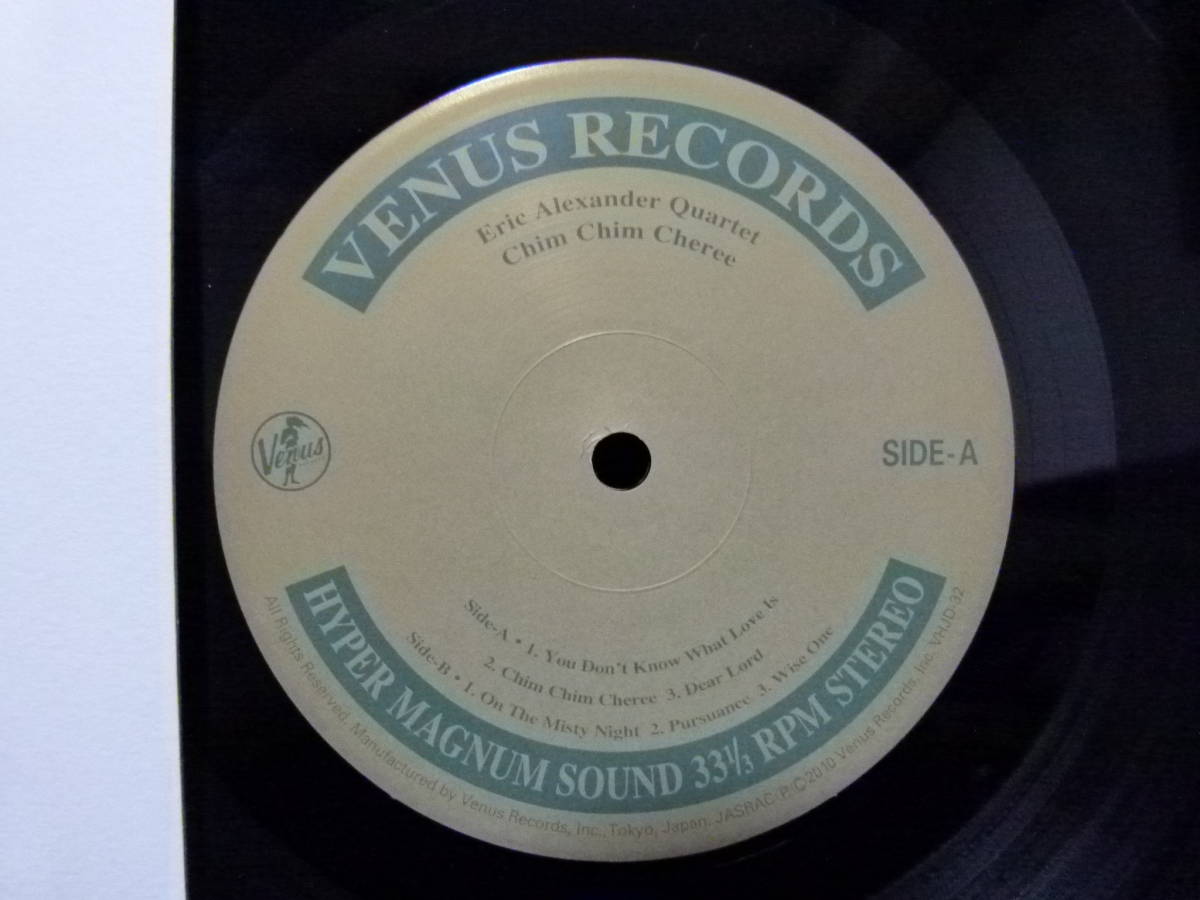 VENUS RECORDS
Eric Alexander Quartet
Chim Chim Cheree
Venus
SIDE-A
Side-A • 1. You Don't Know What Love Is
2. Chim Chim Cheree 3. Dear Lord
Side-B • 1. On The Misty Night 2. Pursuance 3. Wise One
HYPER MAGNUM SOUND 33⅓ RPM STEREO
All Rights Reserved. Manufactured by Venus Records, Inc., Tokyo, Japan. JASRAC P. C 2010 Venus Records, Inc. VHJD-32